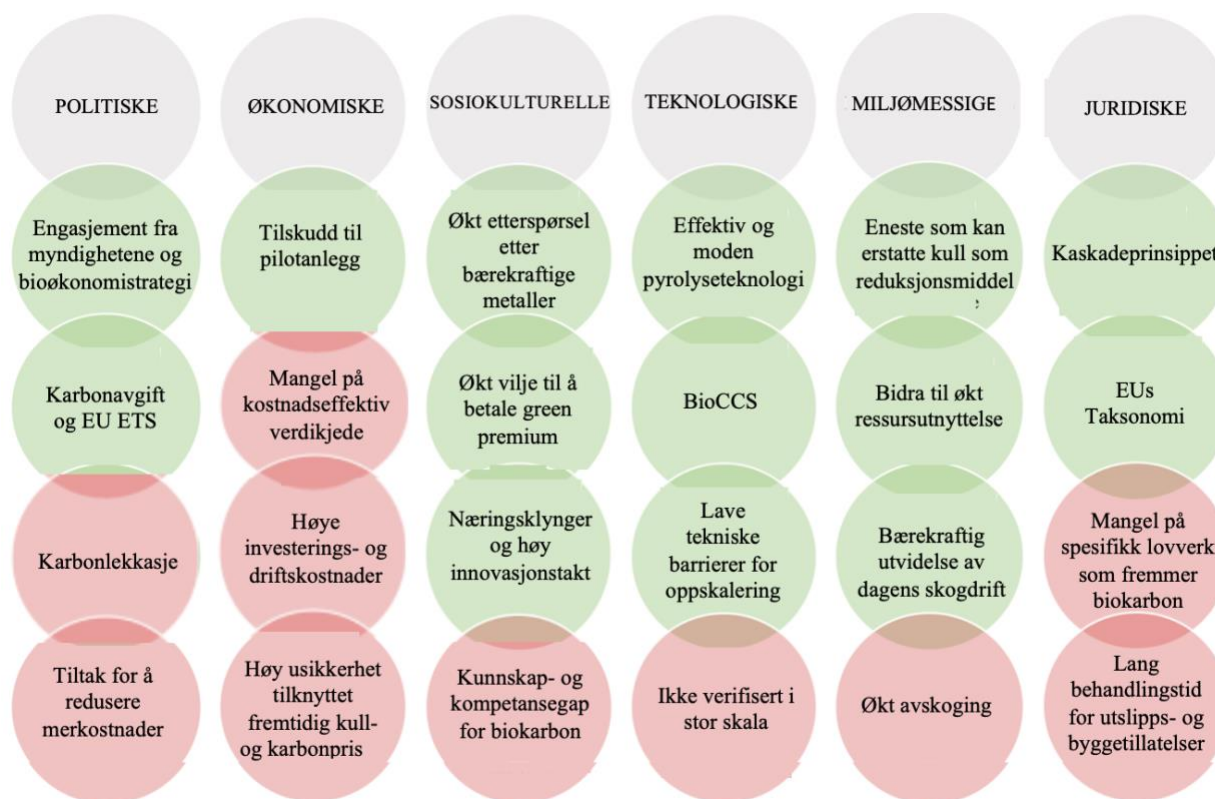 POLITISKE
ØKONOMISKE
SOSIOKULTURELLE
TEKNOLOGISKE
MILJØMESSIGE
JURIDISKE
Engasjement fra
myndighetene og
bioøkonomistrategi
Tilskudd til
pilotanlegg
Økt etterspørsel
etter
bærekraftige
metaller
Effektiv og
moden
pyrolyseteknologi
Eneste som kan
erstatte kull som
reduksjonsmiddel
Kaskadeprinsippet
Karbonavgift
og EU ETS
Mangel på
kostnadseffektiv
verdikjede
Økt vilje til å
betale green
premium
BioCCS
Bidra til økt
ressursutnyttelse
EUs
Taksonomi
Karbonlekkasje
Høye
investerings- og
driftskostnader
Næringsklynger
og høy
innovasjonstakt
Lave
tekniske
barrierer for
oppskalering
Bærekraftig
utvidelse av
dagens skogdrift
Mangel på
spesifikk lovverk
som fremmer
biokarbon
Tiltak for å
redusere
merkostnader
Høy usikkerhet
tilknyttet
fremtidig kull-
og karbonpris
Kunnskap- og
kompetansegap
for biokarbon
Ikke verifisert i
stor skala
Økt avskoging
Lang
behandlingstid
for utslipps- og
byggetillatelser